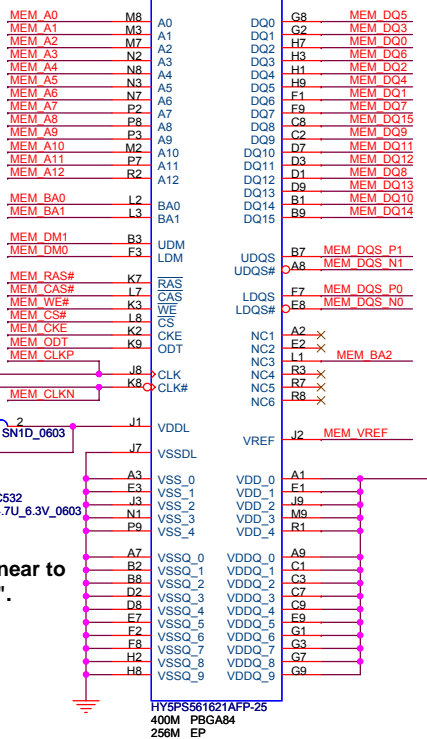 MEM_A0 M8 A0 DQ0 G8 MEM_DQ5
MEM_A1 M3 A1 DQ1 G2 MEM_DQ3
MEM_A2 M7 A2 DQ2 H7 MEM_DQ0
MEM_A3 N2 A3 DQ3 H3 MEM_DQ6
MEM_A4 N8 A4 DQ4 H1 MEM_DQ2
MEM_A5 N3 A5 DQ5 H9 MEM_DQ4
MEM_A6 N7 A6 DQ6 F1 MEM_DQ1
MEM_A7 P2 A7 DQ7 F9 MEM_DQ7
MEM_A8 P8 A8 DQ8 C8 MEM_DQ15
MEM_A9 P3 A9 DQ9 C2 MEM_DQ9
MEM_A10 M2 A10 DQ10 D7 MEM_DQ11
MEM_A11 P7 A11 DQ11 D3 MEM_DQ12
MEM_A12 R2 A12 DQ12 D1 MEM_DQ8
DQ13 D9 MEM_DQ13
MEM_BA0 L2 BA0 DQ14 B1 MEM_DQ10
MEM_BA1 L3 BA1 DQ15 B9 MEM_DQ14
MEM_DM1 B3 UDM UDQS B7 MEM_DQS_P1
MEM_DM0 F3 LDM UDQS# A8 MEM_DQS_N1
MEM_RAS# K7 RAS LDQS F7 MEM_DQS_P0
MEM_CAS# L7 CAS LDQS# E8 MEM_DQS_N0
MEM_WE# K3 WE
MEM_CS# L8 CS NC1 A2
MEM_CKE K2 CKE NC2 E2
MEM_ODT K9 ODT NC3 L1 MEM_BA2
MEM_CLKP J8 CLK NC4 R3
MEM_CLKN K8 CLK# NC5 R7
NC6 R8
2 J1 VDDL
SN1D_0603
VREF J2 MEM_VREF
J7 VSSDL
A3 VSS_0 VDD_0 A1
E3 VSS_1 VDD_1 E1
J3 VSS_2 VDD_2 J9
N1 VSS_3 VDD_3 M9
P9 VSS_4 VDD_4 R1
C532
.7U_6.3V_0603
A7 VSSQ_0 VDDQ_0 A9
B2 VSSQ_1 VDDQ_1 C1
B8 VSSQ_2 VDDQ_2 C3
D2 VSSQ_3 VDDQ_3 C7
D8 VSSQ_4 VDDQ_4 C9
E7 VSSQ_5 VDDQ_5 E9
F2 VSSQ_6 VDDQ_6 G1
F8 VSSQ_7 VDDQ_7 G3
H2 VSSQ_8 VDDQ_8 G7
H8 VSSQ_9 VDDQ_9 G9
near to
".
HY5PS561621AFP-25
400M PBGA84
256M EP